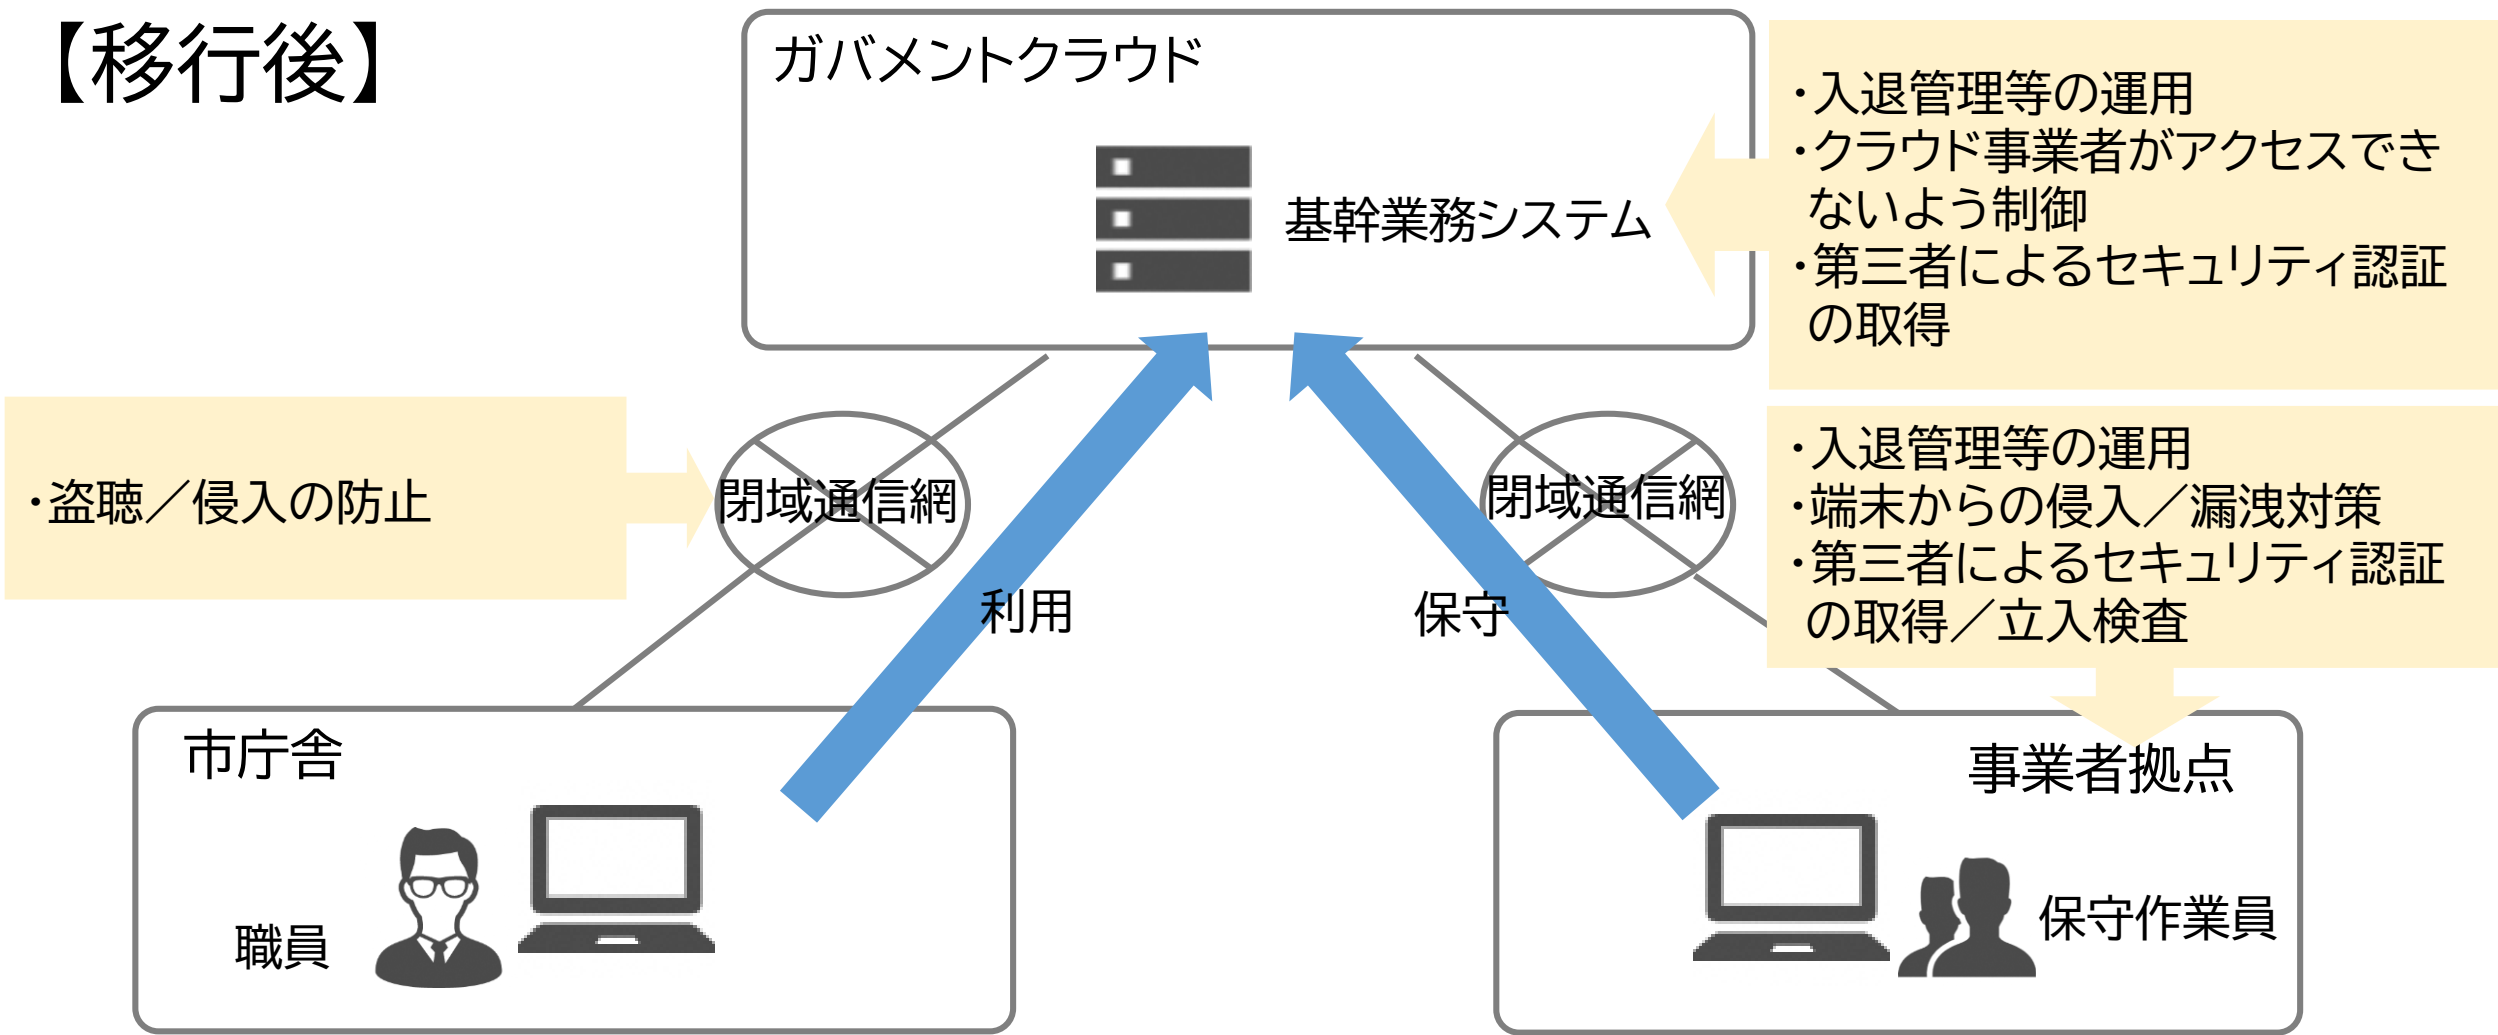 【移行後】
ガバメントクラウド
基幹業務システム
・入退管理等の運用
・クラウド事業者がアクセスでき
ないよう制御
・第三者によるセキュリティ認証
の取得
・盗聴／侵入の防止
閉域通信網
閉域通信網
・入退管理等の運用
・端末からの侵入／漏洩対策
・第三者によるセキュリティ認証
の取得／立入検査
利用
保守
市庁舎
職員
事業者拠点
保守作業員